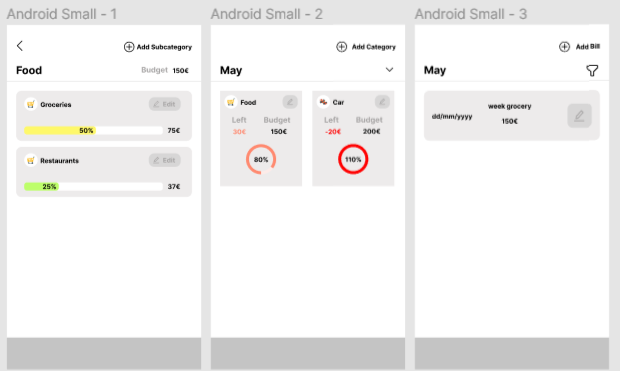 Android Small - 1
Add Subcategory
Food
Budget 150€
Groceries
Edit
50%
75€
Restaurants
Edit
25%
37€
Android Small - 2
Add Category
May
Food
Left Budget
30€ 150€
80%
Car
Left Budget
-20€ 200€
110%
Android Small - 3
Add Bill
May
week grocery
dd/mm/yyyy
150€